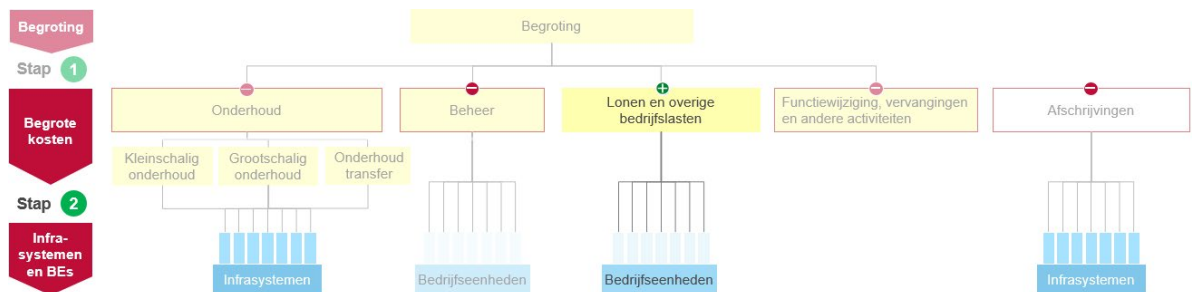 Begroting
Begroting
Stap 1
Begrote
kosten
Onderhoud
Beheer
Lonen en overige
bedrijfslasten
Functiewijziging, vervangingen
en andere activiteiten
Afschrijvingen
Kleinschalig
onderhoud
Grootschalig
onderhoud
Onderhoud
transfer
Stap 2
Infra-
systemen
en BEs
Infrasystemen
Bedrijfseenheden
Bedrijfseenheden
Infrasystemen